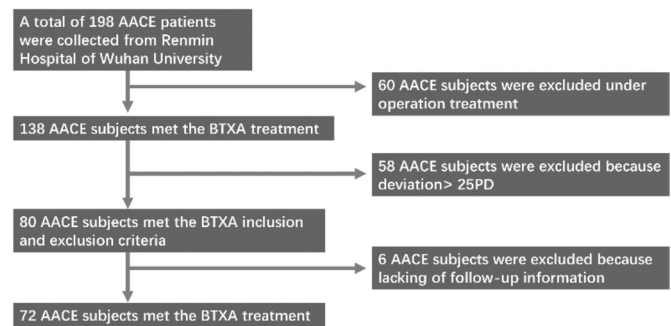 A total of 198 AACE patients
were collected from Renmin
Hospital of Wuhan University
60 AACE subjects were excluded under
operation treatment
138 AACE subjects met the BTXA treatment
58 AACE subjects were excluded because
deviation> 25PD
80 AACE subjects met the BTXA inclusion
and exclusion criteria
6 AACE subjects were excluded because
lacking of follow-up information
72 AACE subjects met the BTXA treatment